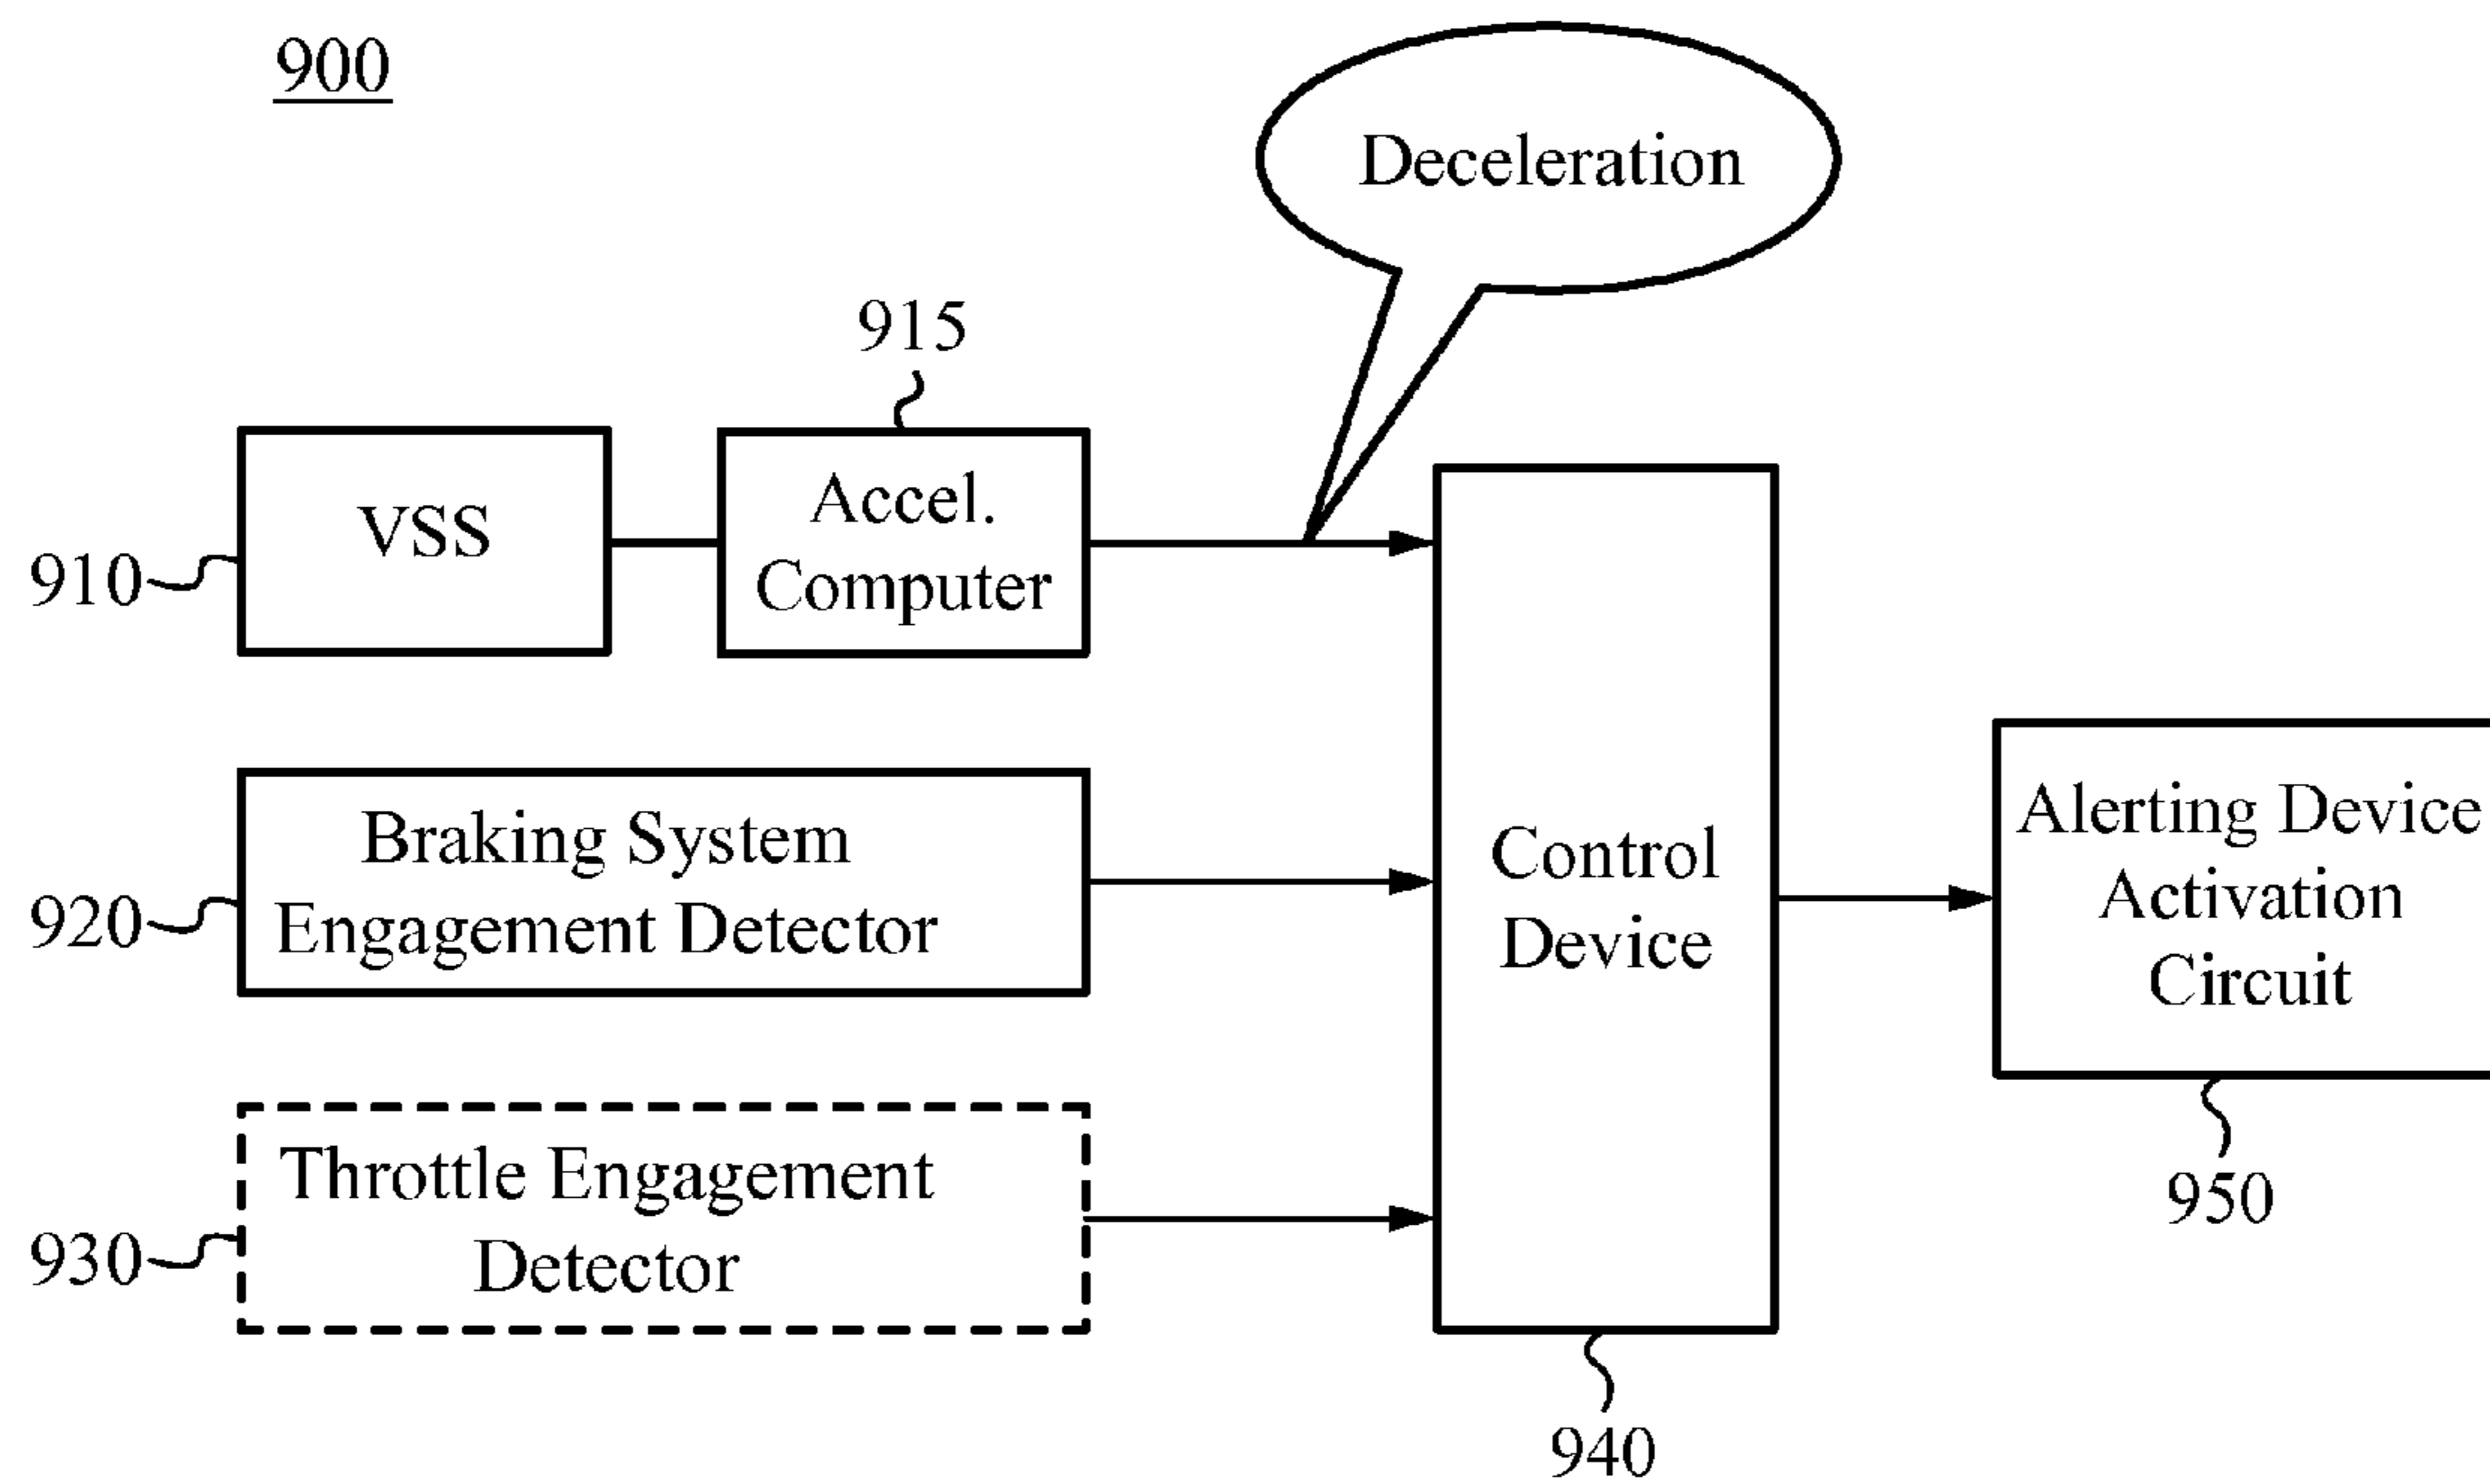 900
Deceleration
915
VSS
Accel.
Computer
910
Braking System
Engagement Detector
920
Control
Device
Alerting Device
Activation
Circuit
Throttle Engagement
Detector
930
950
940